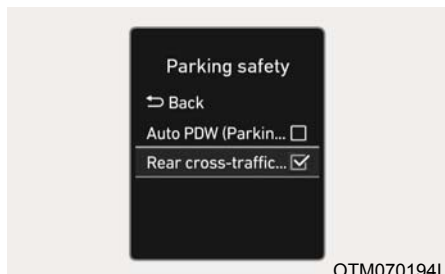 Parking safety
Back
Auto PDW (Parkin...
Rear cross-traffic...
OTM070194L